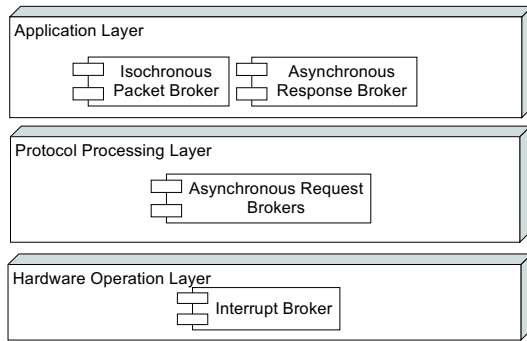 Application Layer
Isochronous
Packet Broker
Asynchronous
Response Broker
Protocol Processing Layer
Asynchronous Request
Brokers
Hardware Operation Layer
Interrupt Broker